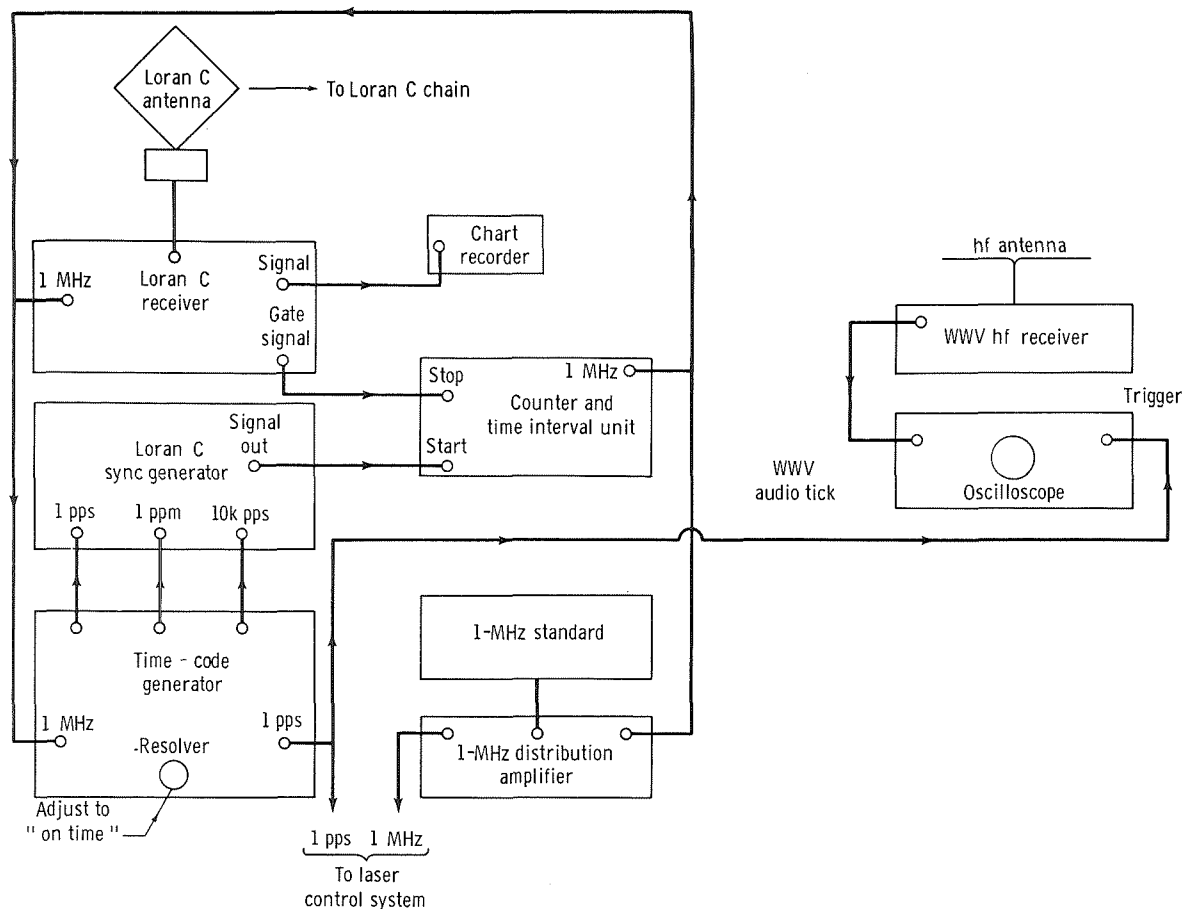 Loran C
antenna
To Loran C chain
Chart
recorder
Signal
1 MHz
Loran C
receiver
Gate
signal
hf antenna
WWV hf receiver
Stop
1 MHz
Counter and
time interval unit
Start
Trigger
Signal
out
Loran C
sync generator
1 pps
1 ppm
10k pps
WWV
audio tick
Oscilloscope
1-MHz standard
Time - code
generator
1 MHz
1 pps
-Resolver
1-MHz distribution
amplifier
Adjust to
" on time "
1 pps
1 MHz
To laser
control system